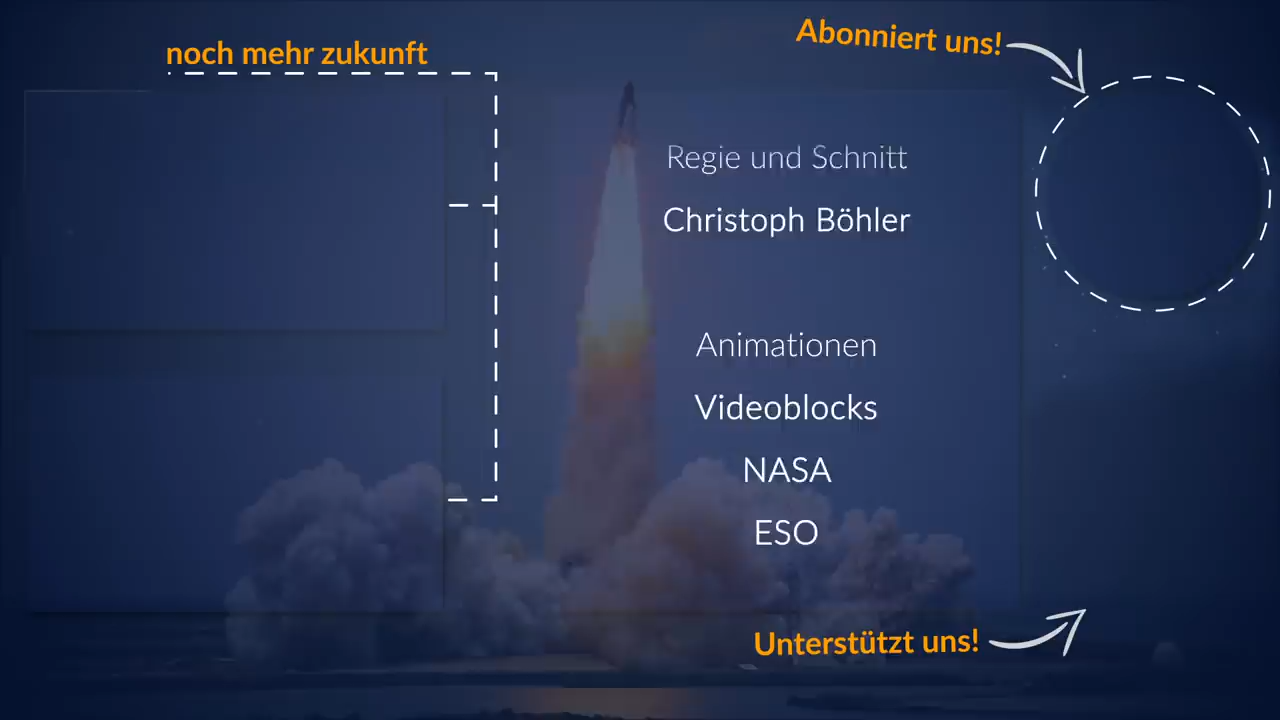 noch mehr zukunft
Abonniert uns!
Regie und Schnitt
Christoph Böhler
Animationen
Videoblocks
NASA
ESO
Unterstützt uns!